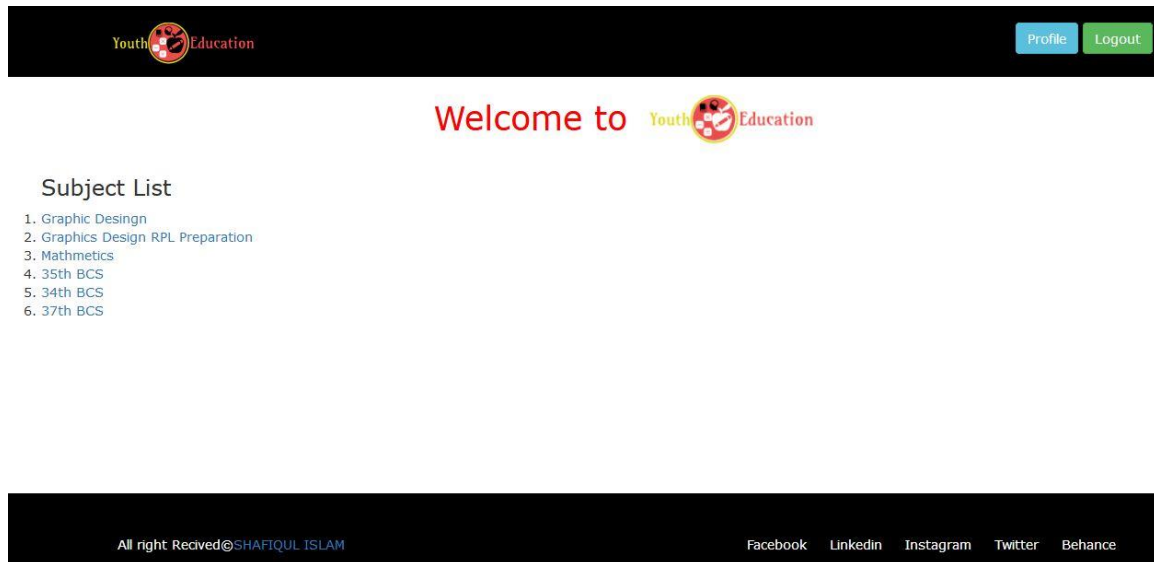 Youth Education
Profile Logout
Welcome to Youth Education
Subject List
1. Graphic Desingn
2. Graphics Design RPL Preparation
3. Mathmetics
4. 35th BCS
5. 34th BCS
6. 37th BCS
All right Recived©SHAFIQUL ISLAM
Facebook Linkedin Instagram Twitter Behance